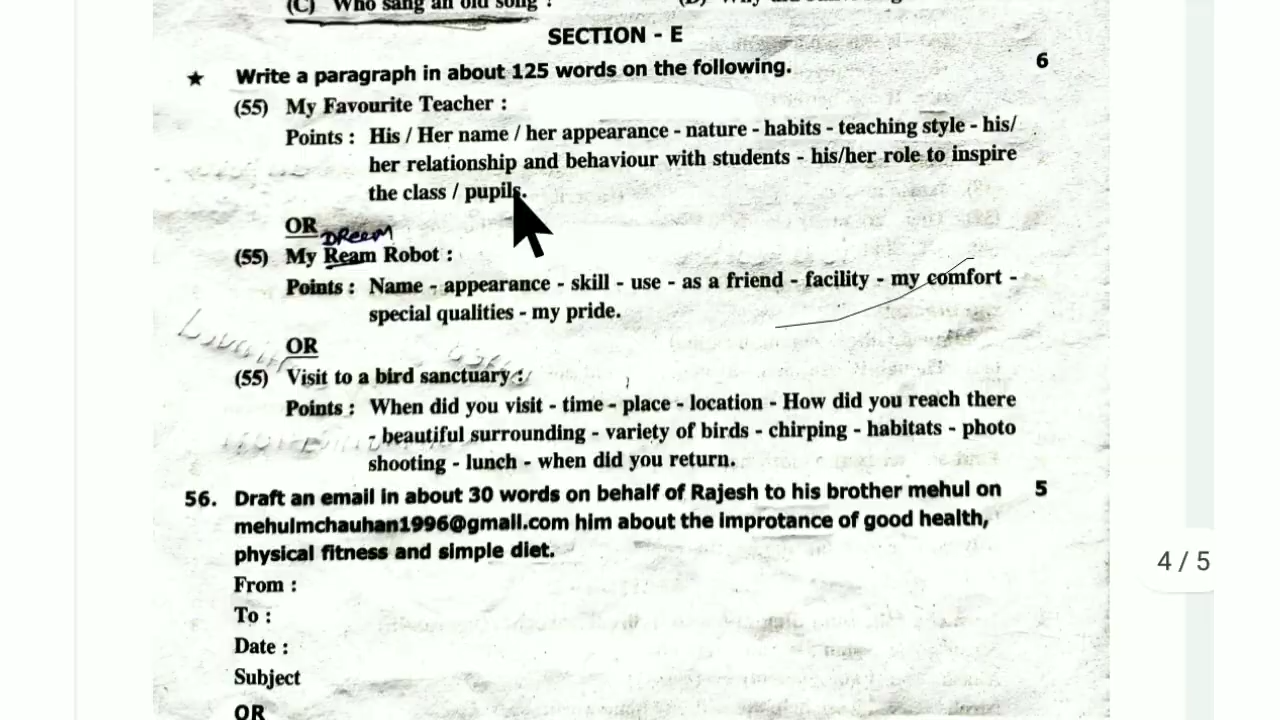 (C) Who sang an old song ?
SECTION - E
★ Write a paragraph in about 125 words on the following. 6
(55) My Favourite Teacher :
Points : His / Her name / her appearance - nature - habits - teaching style - his/
her relationship and behaviour with students - his/her role to inspire
the class / pupils.
OR
DReam
(55) My Ream Robot :
Points : Name - appearance - skill - use - as a friend - facility - my comfort -
special qualities - my pride.
OR
(55) Visit to a bird sanctuary :
Points : When did you visit - time - place - location - How did you reach there
- beautiful surrounding - variety of birds - chirping - habitats - photo
shooting - lunch - when did you return.
56. Draft an email in about 30 words on behalf of Rajesh to his brother mehul on 5
mehulmchauhan1996@gmail.com him about the improtance of good health,
physical fitness and simple diet.
From :
To :
Date :
Subject
OR
4 / 5